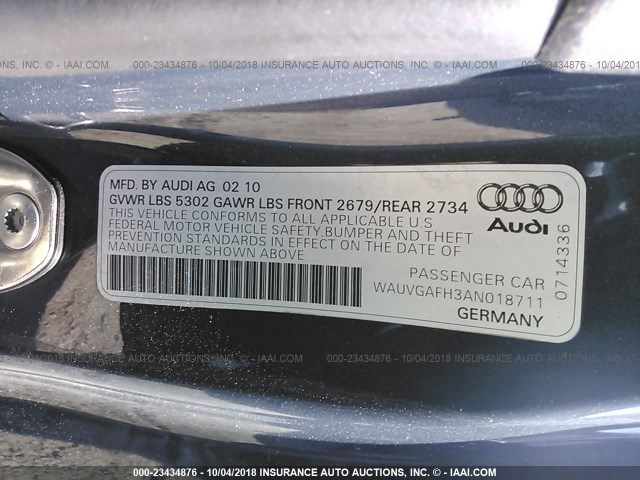 000-23434876 - 10/04/2018 INSURANCE AUTO AUCTIONS, INC. - © IAAI.COM
MFD. BY AUDI AG 02 10
GVWR LBS 5302 GAWR LBS FRONT 2679/REAR 2734
THIS VEHICLE CONFORMS TO ALL APPLICABLE U.S
FEDERAL MOTOR VEHICLE SAFETY,BUMPER AND THEFT
PREVENTION STANDARDS IN EFFECT ON THE DATE OF
MANUFACTURE SHOWN ABOVE
Audi
0714336
PASSENGER CAR
WAUVGAFH3AN018711
GERMANY
000-23434876 - 10/04/2018 INSURANCE AUTO AUCTIONS, INC. - © IAAI.COM
000-23434876 - 10/04/2018 INSURANCE AUTO AUCTIONS, INC. - © IAAI.COM